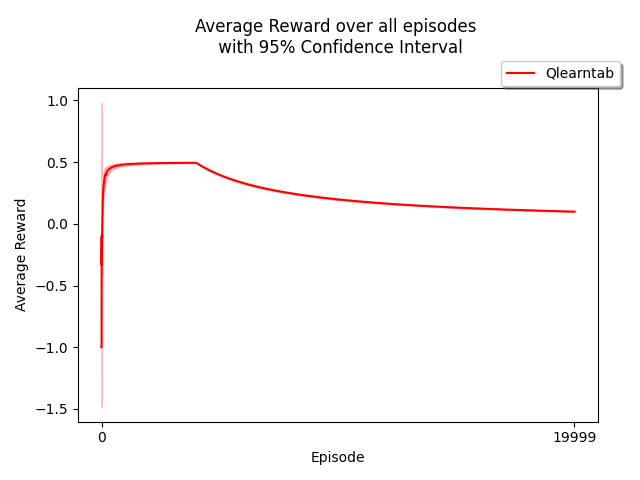 Average Reward over all episodes
with 95% Confidence Interval
Qlearntab
1.0
0.5
0.0
−0.5
−1.0
−1.5
Average Reward
0
19999
Episode